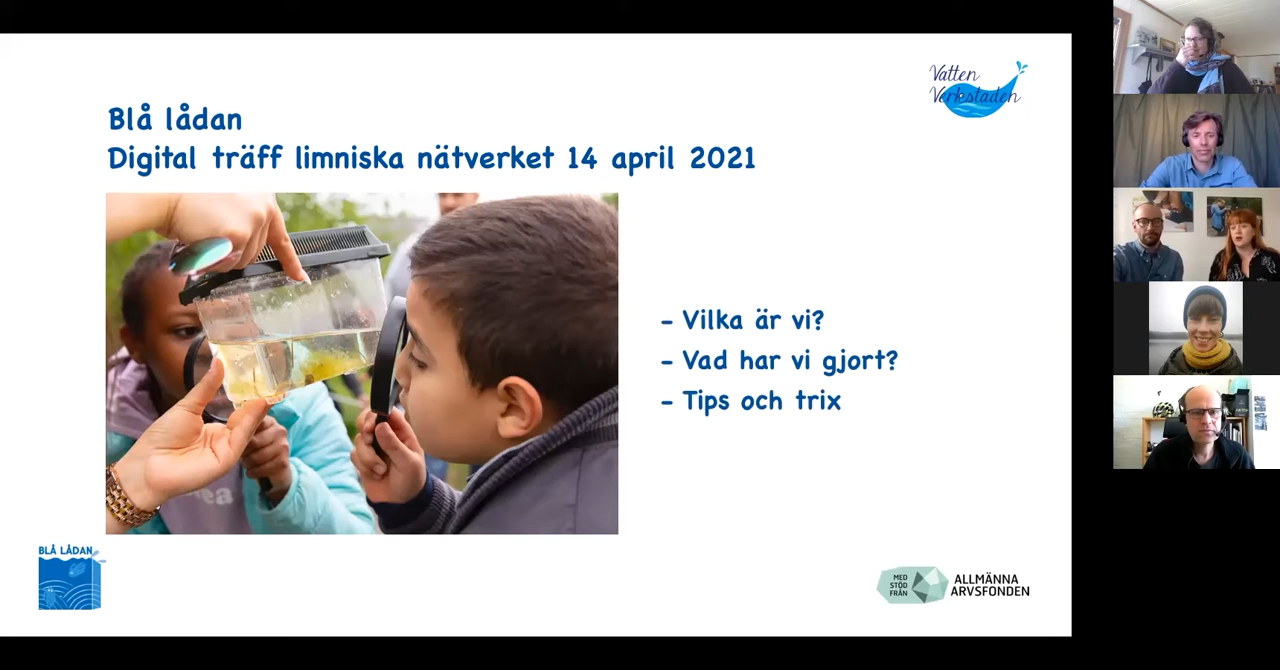 Vatten
Verkstaden
Blå lådan
Digital träff limniska nätverket 14 april 2021
- Vilka är vi?
- Vad har vi gjort?
- Tips och trix
BLÅ LÅDAN
MED
STÖD
FRÅN
ALLMÄNNA
ARVSFONDEN